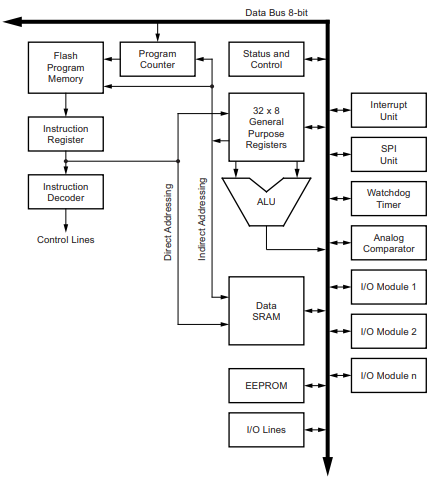 Data Bus 8-bit
Flash
Program
Memory
Program
Counter
Status and
Control
32 x 8
General
Purpose
Registers
Interrupt
Unit
Instruction
Register
SPI
Unit
Instruction
Decoder
Watchdog
Timer
ALU
Control Lines
Direct Addressing
Indirect Addressing
Analog
Comparator
I/O Module 1
Data
SRAM
I/O Module 2
I/O Module n
EEPROM
I/O Lines